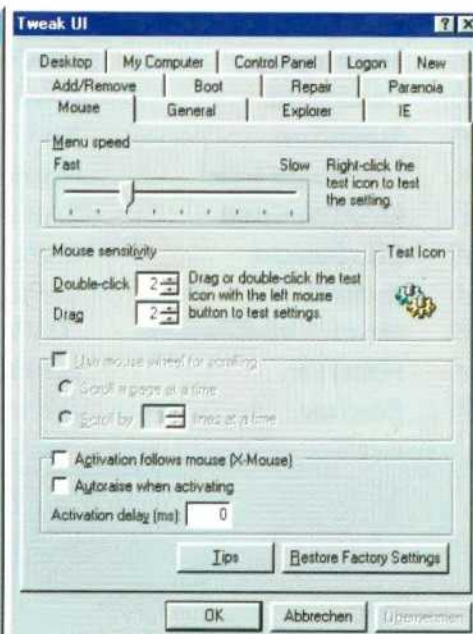 Tweak UI
Desktop My Computer Control Panel Logon New
Add/Remove Boot Repair Paranoia
Mouse General Explorer IE
Menu speed
Fast Slow
Right-click the
test icon to test
the setting.
Mouse sensitivity
Double-click 2
Drag 2
Drag or double-click the test
icon with the left mouse
button to test settings.
Test Icon
Use mouse wheel for scrolling
Scroll a page at a time
Scroll by lines at a time
Activation follows mouse (X-Mouse)
Autoraise when activating
Activation delay (ms): 0
Tips Restore Factory Settings
OK Abbrechen Übernehmen